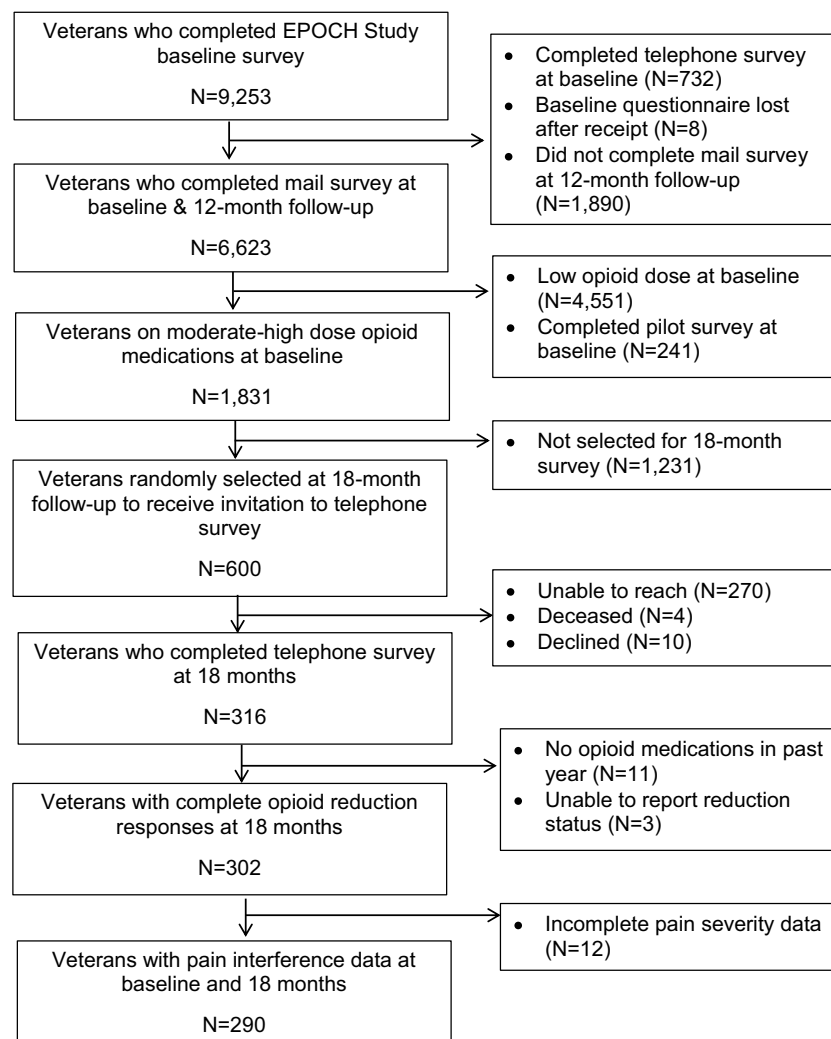 Veterans who completed EPOCH Study
baseline survey
N=9,253
• Completed telephone survey
at baseline (N=732)
• Baseline questionnaire lost
after receipt (N=8)
• Did not complete mail survey
at 12-month follow-up
(N=1,890)
Veterans who completed mail survey at
baseline & 12-month follow-up
N=6,623
• Low opioid dose at baseline
(N=4,551)
• Completed pilot survey at
baseline (N=241)
Veterans on moderate-high dose opioid
medications at baseline
N=1,831
• Not selected for 18-month
survey (N=1,231)
Veterans randomly selected at 18-month
follow-up to receive invitation to telephone
survey
N=600
• Unable to reach (N=270)
• Deceased (N=4)
• Declined (N=10)
Veterans who completed telephone survey
at 18 months
N=316
• No opioid medications in past
year (N=11)
• Unable to report reduction
status (N=3)
Veterans with complete opioid reduction
responses at 18 months
N=302
• Incomplete pain severity data
(N=12)
Veterans with pain interference data at
baseline and 18 months
N=290